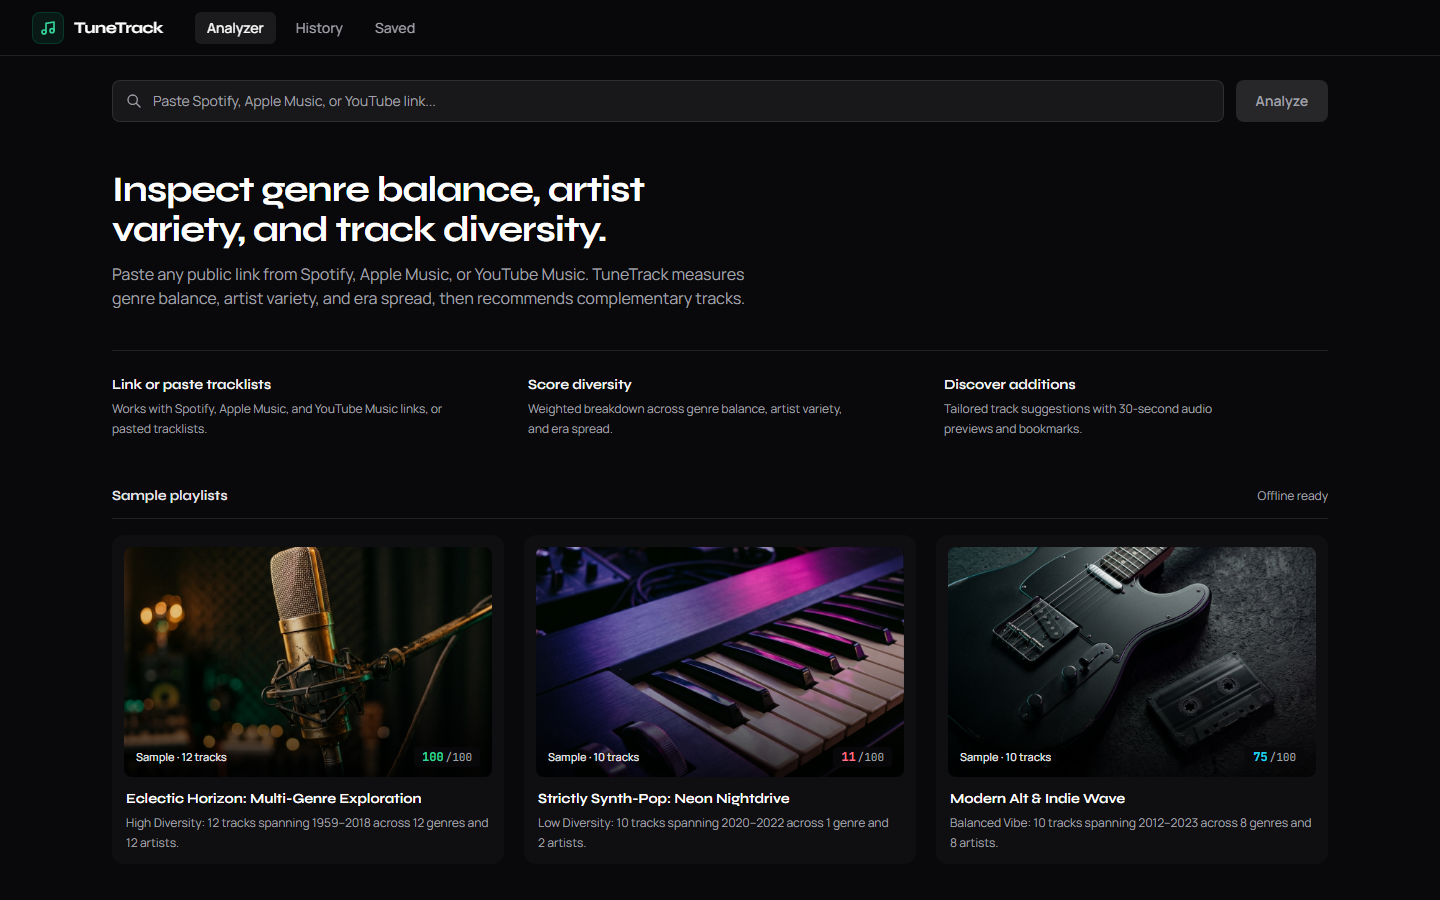 TuneTrack
Analyzer
History
Saved
Paste Spotify, Apple Music, or YouTube link...
Analyze
Inspect genre balance, artist
variety, and track diversity.
Paste any public link from Spotify, Apple Music, or YouTube Music. TuneTrack measures
genre balance, artist variety, and era spread, then recommends complementary tracks.
Link or paste tracklists
Works with Spotify, Apple Music, and YouTube Music links, or
pasted tracklists.
Score diversity
Weighted breakdown across genre balance, artist variety,
and era spread.
Discover additions
Tailored track suggestions with 30-second audio
previews and bookmarks.
Sample playlists
Offline ready
Sample · 12 tracks
100/100
Eclectic Horizon: Multi-Genre Exploration
High Diversity: 12 tracks spanning 1959–2018 across 12 genres and
12 artists.
Sample · 10 tracks
11/100
Strictly Synth-Pop: Neon Nightdrive
Low Diversity: 10 tracks spanning 2020–2022 across 1 genre and
2 artists.
Sample · 10 tracks
75/100
Modern Alt & Indie Wave
Balanced Vibe: 10 tracks spanning 2012–2023 across 8 genres and
8 artists.